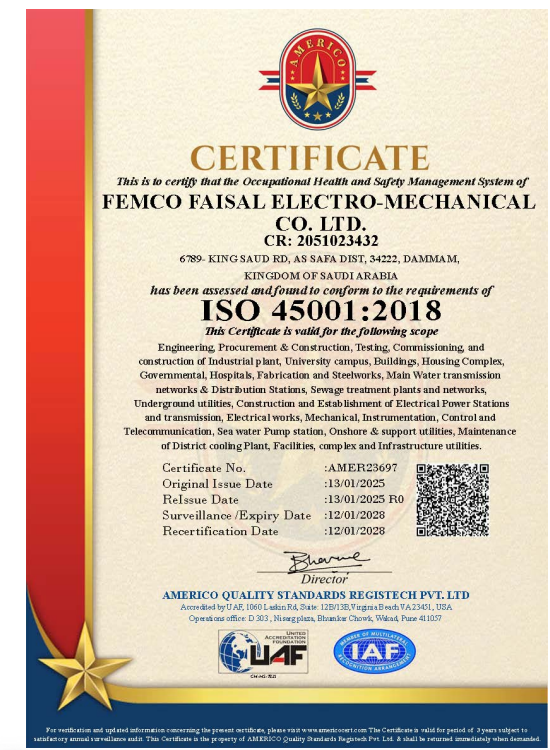 AMERICO
CERTIFICATE
This is to certify that the Occupational Health and Safety Management System of
FEMCO FAISAL ELECTRO-MECHANICAL
CO. LTD.
CR: 2051023432
6789- KING SAUD RD, AS SAFA DIST, 34222, DAMMAM,
KINGDOM OF SAUDI ARABIA
has been assessed and found to conform to the requirements of
ISO 45001:2018
This Certificate is valid for the following scope
Engineering, Procurement & Construction, Testing, Commissioning, and
construction of Industrial plant, University campus, Buildings, Housing Complex,
Governmental, Hospitals, Fabrication and Steelworks, Main Water transmission
networks & Distribution Stations, Sewage treatment plants and networks,
Underground utilities, Construction and Establishment of Electrical Power Stations
and transmission, Electrical works, Mechanical, Instrumentation, Control and
Telecommunication, Sea water Pump station, Onshore & support utilities, Maintenance
of District cooling Plant, Facilities, complex and Infrastructure utilities.
Certificate No. :AMER23697
Original Issue Date :13/01/2025
ReIssue Date :13/01/2025 R0
Surveillance /Expiry Date :12/01/2028
Recertification Date :12/01/2028
Director
AMERICO QUALITY STANDARDS REGISTECH PVT. LTD
Accredited by UAF, 1060 Laskin Rd, Suite: 12B/13B,Virginia Beach VA 23451, USA
Operations office: D 303 , Nisarg plaza, Bhumkar Chowk, Wakad, Pune 411057
UNITED
ACCREDITATION
FOUNDATION
UAF
MEMBER OF MULTILATERAL
IAF
RECOGNITION ARRANGEMENT
For verification and updated information concerning the present certificate, please visit www.americocert.com The Certificate is valid for period of 3 years subject to
satisfactory annual surveillance audit. This Certificate is the property of AMERICO Quality Standards Registech Pvt. Ltd. & shall be returned immediately when demanded.